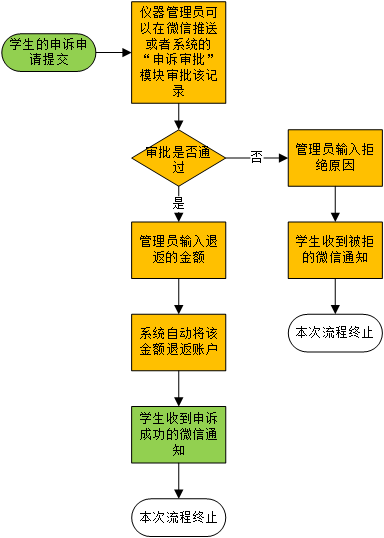 学生的申诉申
请提交
仪器管理员可
以在微信推送
或者系统的
“申诉审批”
模块审批该记
录
审批是否通
过
否
管理员输入拒
绝原因
是
管理员输入退
返的金额
学生收到被拒
的微信通知
系统自动将该
金额退返账户
本次流程终止
学生收到申诉
成功的微信通
知
本次流程终止